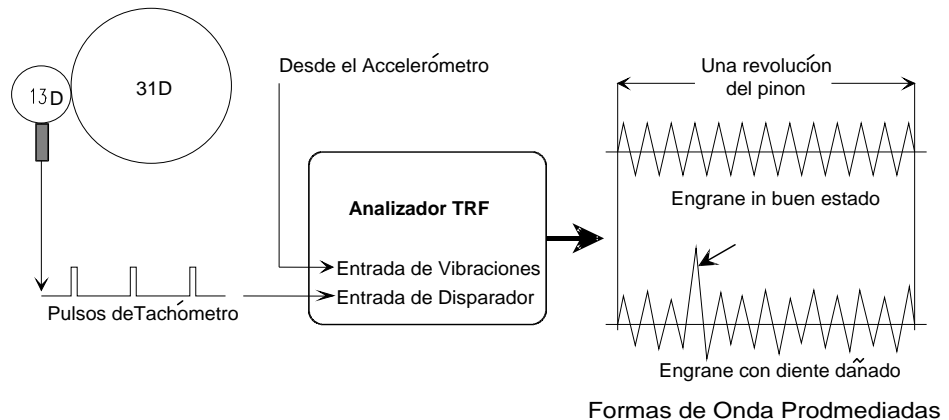 13D
31D
Desde el Acceleŕometro
Una revolucíon
del pinon
Analizador TRF
Entrada de Vibraciones
Entrada de Disparador
Pulsos deTachómetro
Engrane in buen estado
Engrane con diente dañado
Formas de Onda Prodmediadas